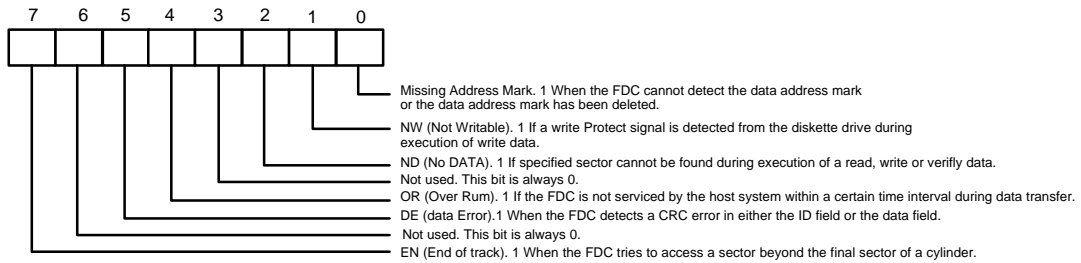 7 6 5 4 3 2 1 0
Missing Address Mark. 1 When the FDC cannot detect the data address mark
or the data address mark has been deleted.
NW (Not Writable). 1 If a write Protect signal is detected from the diskette drive during
execution of write data.
ND (No DATA). 1 If specified sector cannot be found during execution of a read, write or verifly data.
Not used. This bit is always 0.
OR (Over Rum). 1 If the FDC is not serviced by the host system within a certain time interval during data transfer.
DE (data Error).1 When the FDC detects a CRC error in either the ID field or the data field.
Not used. This bit is always 0.
EN (End of track). 1 When the FDC tries to access a sector beyond the final sector of a cylinder.